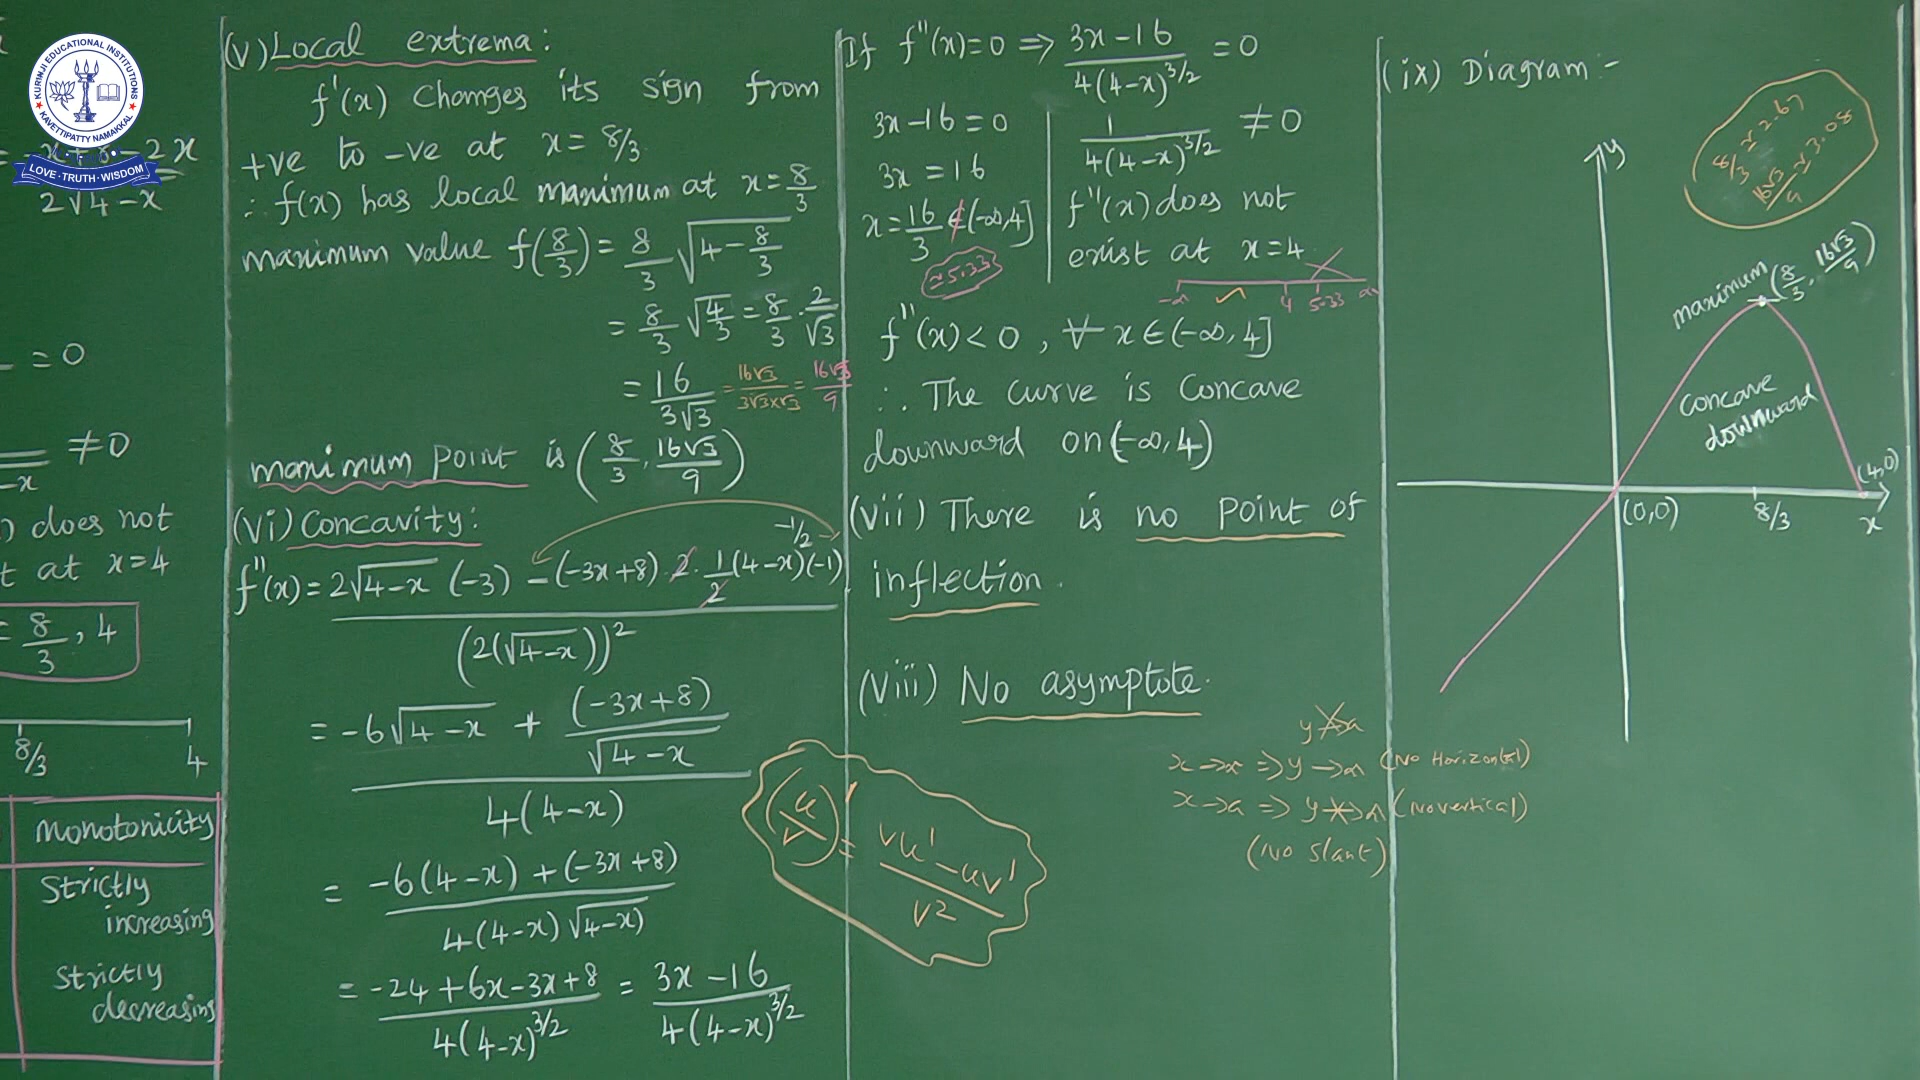 KURINJI EDUCATIONAL INSTITUTIONS
KAVETTIPATTY NAMAKKAL
LOVE · TRUTH · WISDOM
2√4-x
= 0
≠0
-x
) does not
t at x=4
= 8/3, 4
8/3 4
Monotonicity
Strictly
increasing
Strictly
decreasing
(v) Local extrema:
f'(x) changes its sign from
+ve to -ve at x = 8/3
∴ f(x) has local maximum at x = 8/3
maximum value f(8/3) = 8/3 √(4 - 8/3)
= 8/3 √(4/3) = 8/3 · 2/√3
= 16/3√3 = 16√3/3√3×√3 = 16√3/9
maximum point is (8/3, 16√3/9)
(vi) Concavity:
f''(x) = 2√4-x (-3) - (-3x+8) · 2 · 1/2 (4-x)^-1/2 (-1)
(2(√4-x))²
= -6√4-x + (-3x+8)/√4-x
4(4-x)
= -6(4-x) + (-3x+8)
4(4-x) √4-x)
= -24+6x-3x+8 / 4(4-x)^3/2 = 3x-16 / 4(4-x)^3/2
(u/v)' = vu' - uv' / v²
If f''(x)=0 => 3x-16 / 4(4-x)^3/2 = 0
3x-16=0
3x = 16
x = 16/3 ∉ (-∞,4]
≃5.33
1 / 4(4-x)^3/2 ≠ 0
f''(x) does not
exist at x=4
-∞ ✓ 4 5.33 ∞
f''(x) < 0 , ∀ x ∈ (-∞, 4]
∴ The curve is Concave
downward on (-∞, 4)
(vii) There is no point of
inflection.
(viii) No asymptote.
x→∞ => y→∞ (No Horizontal)
x→a => y↛∞ (No vertical)
(No slant)
(ix) Diagram:-
8/3 ≃ 2.67
16√3/9 ≃ 3.08
y
maximum (8/3, 16√3/9)
Concave
downward
(4,0)
(0,0) 8/3 x